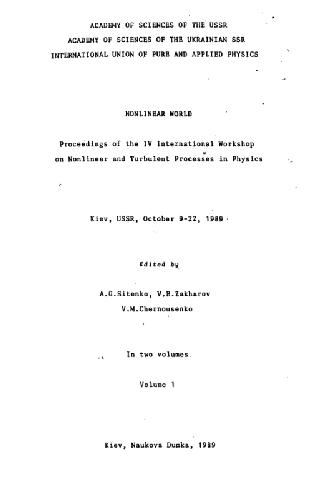 ACADEMY OF SCIENCES OF THE USSR
ACADEMY OF SCIENCES OF THE UKRAINIAN SSR
INTERNATIONAL UNION OF PURE AND APPLIED PHYSICS
NONLINEAR WORLD
Proceedings of the IV International Workshop
on Nonlinear and Turbulent Processes in Physics
Kiev, USSR, October 9-22, 1989
Edited by
A.G.Sitenko, V.E.Zakharov
V.M.Chernousenko
In two volumes
Volume 1
Kiev, Naukova Dumka, 1989